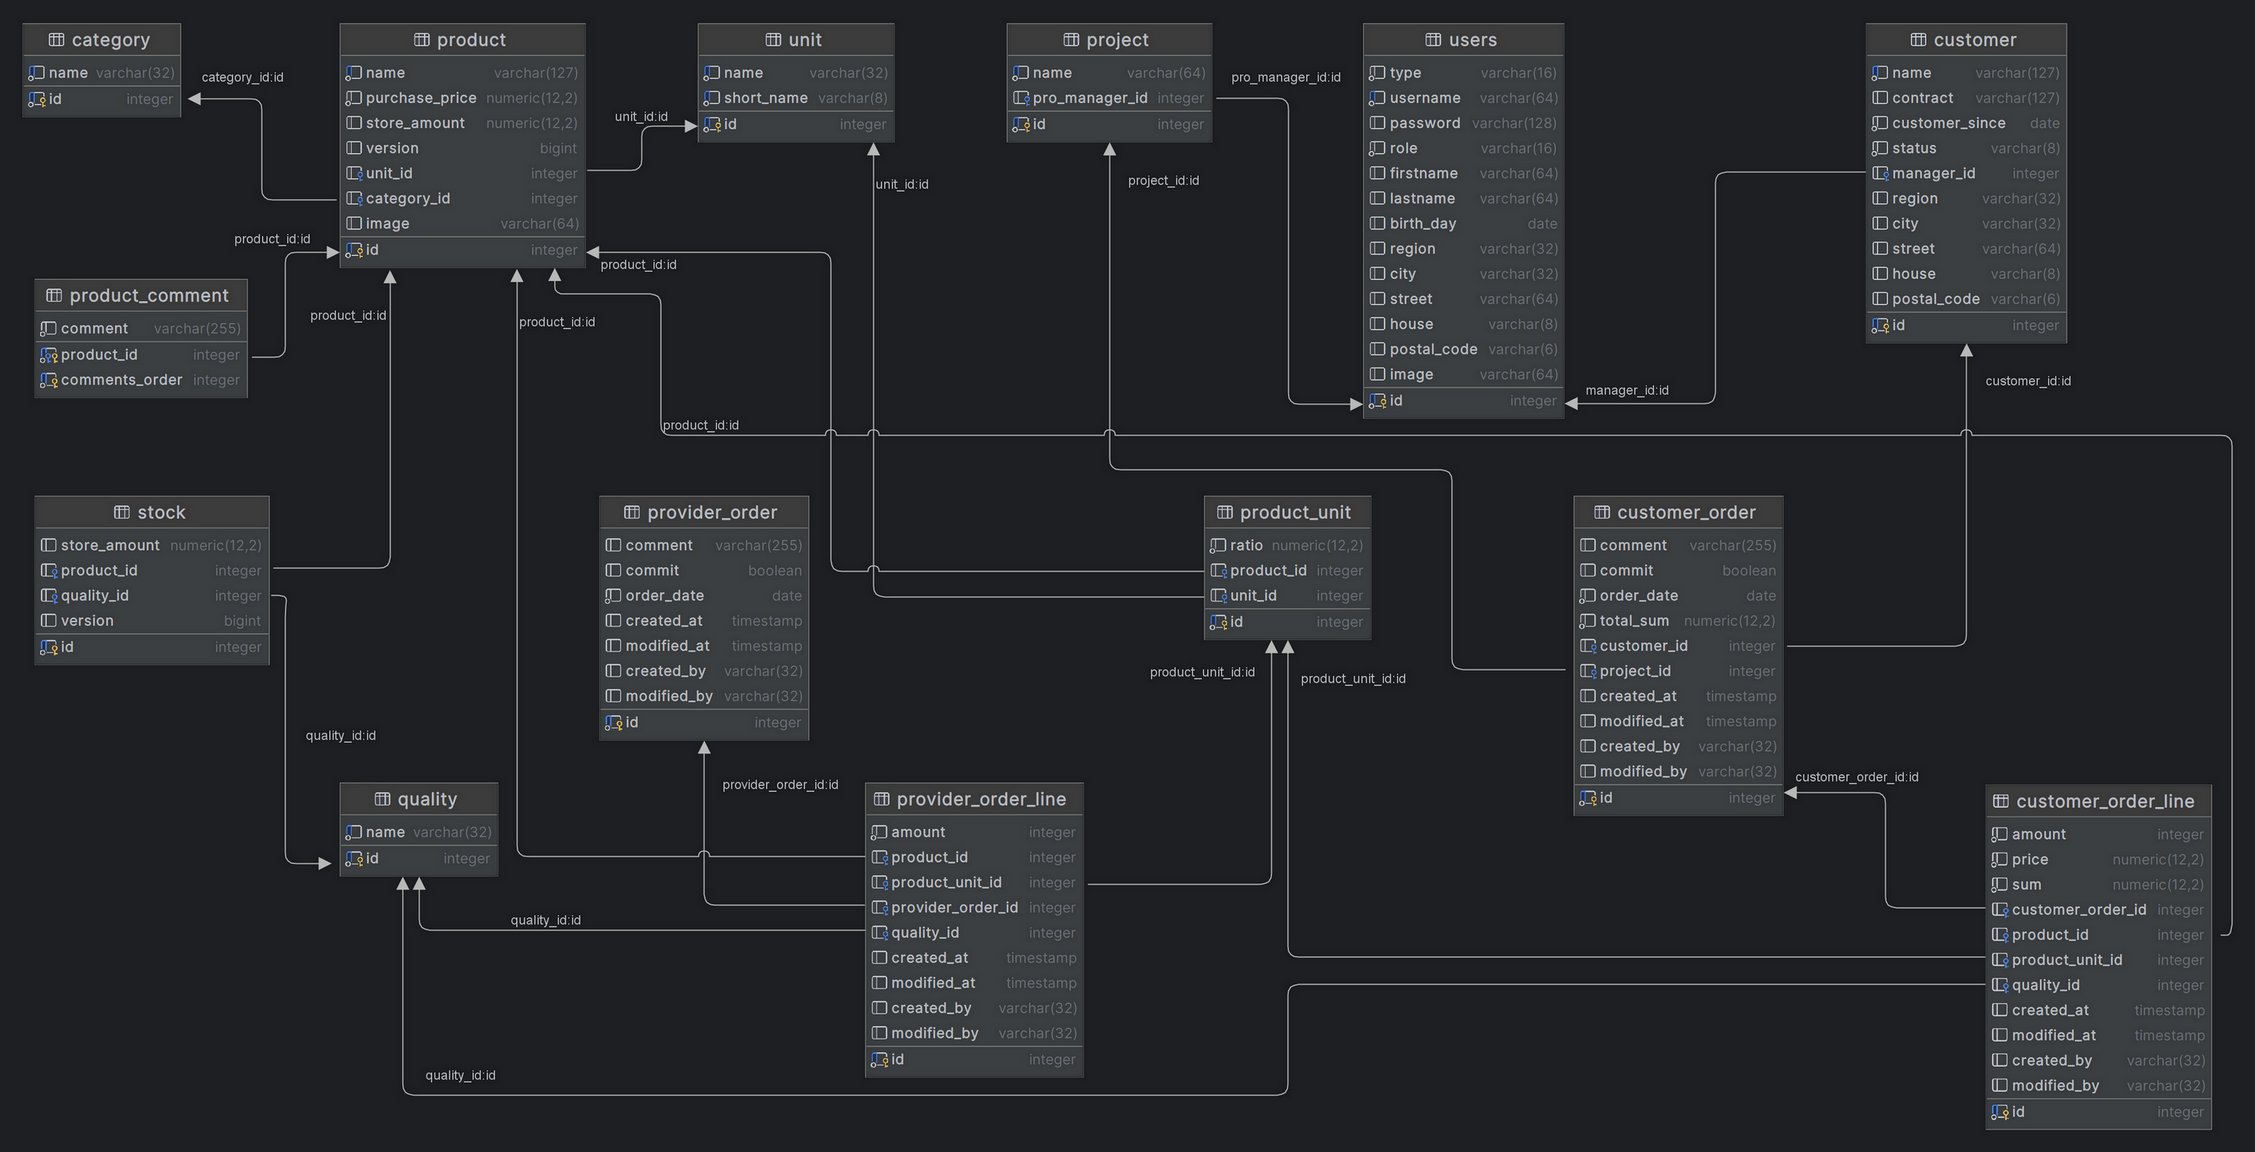 category
name varchar(32)
id integer
product
name varchar(127)
purchase_price numeric(12,2)
store_amount numeric(12,2)
version bigint
unit_id integer
category_id integer
image varchar(64)
id integer
unit
name varchar(32)
short_name varchar(8)
id integer
project
name varchar(64)
pro_manager_id integer
id integer
users
type varchar(16)
username varchar(64)
password varchar(128)
role varchar(16)
firstname varchar(64)
lastname varchar(64)
birth_day date
region varchar(32)
city varchar(32)
street varchar(64)
house varchar(8)
postal_code varchar(6)
image varchar(64)
id integer
customer
name varchar(127)
contract varchar(127)
customer_since date
status varchar(8)
manager_id integer
region varchar(32)
city varchar(32)
street varchar(64)
house varchar(8)
postal_code varchar(6)
id integer
category_id:id
unit_id:id
pro_manager_id:id
unit_id:id
project_id:id
product_id:id
product_id:id
product_id:id
product_id:id
manager_id:id
customer_id:id
product_id:id
product_comment
comment varchar(255)
product_id integer
comments_order integer
stock
store_amount numeric(12,2)
product_id integer
quality_id integer
version bigint
id integer
provider_order
comment varchar(255)
commit boolean
order_date date
created_at timestamp
modified_at timestamp
created_by varchar(32)
modified_by varchar(32)
id integer
product_unit
ratio numeric(12,2)
product_id integer
unit_id integer
id integer
customer_order
comment varchar(255)
commit boolean
order_date date
total_sum numeric(12,2)
customer_id integer
project_id integer
created_at timestamp
modified_at timestamp
created_by varchar(32)
modified_by varchar(32)
id integer
product_unit_id:id
product_unit_id:id
quality_id:id
provider_order_id:id
customer_order_id:id
quality
name varchar(32)
id integer
provider_order_line
amount integer
product_id integer
product_unit_id integer
provider_order_id integer
quality_id integer
created_at timestamp
modified_at timestamp
created_by varchar(32)
modified_by varchar(32)
id integer
customer_order_line
amount integer
price numeric(12,2)
sum numeric(12,2)
customer_order_id integer
product_id integer
product_unit_id integer
quality_id integer
created_at timestamp
modified_at timestamp
created_by varchar(32)
modified_by varchar(32)
id integer
quality_id:id
quality_id:id